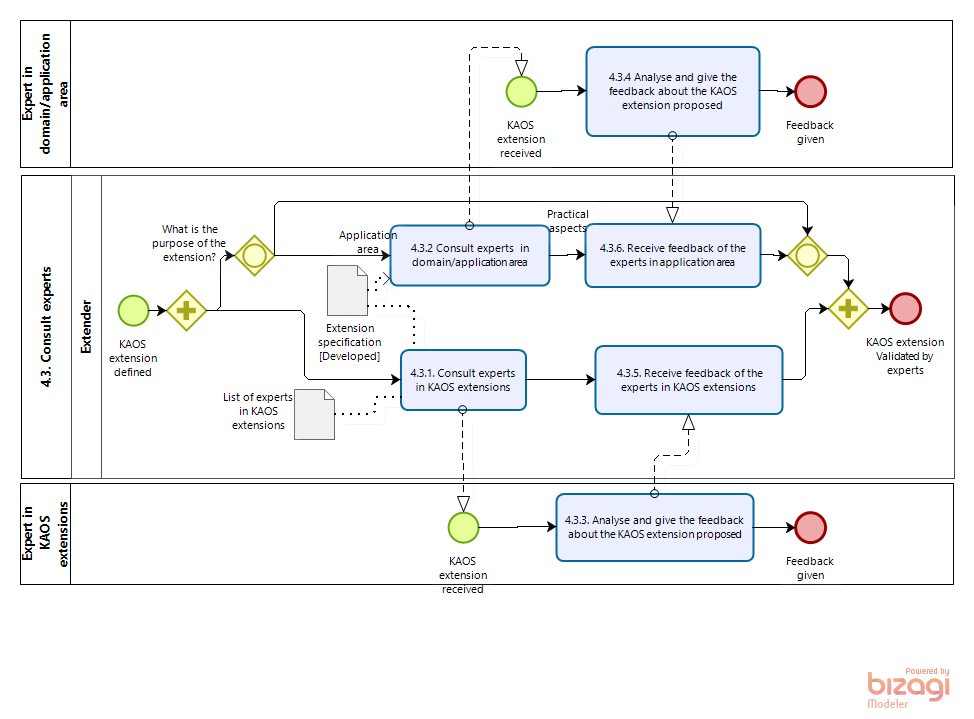 Expert in
domain/application
area
KAOS
extension
received
4.3.4 Analyse and give the
feedback about the KAOS
extension proposed
Feedback
given
4.3. Consult experts
Extender
KAOS
extension
defined
What is the
purpose of the
extension?
Application
area
4.3.2 Consult experts in
domain/application area
Practical
aspects
4.3.6. Receive feedback of the
experts in application area
Extension
specification
[Developed]
List of experts
in KAOS
extensions
4.3.1. Consult experts
in KAOS extensions
4.3.5. Receive feedback of the
experts in KAOS extensions
KAOS extension
Validated by
experts
Expert in
KAOS
extensions
KAOS
extension
received
4.3.3. Analyse and give the feedback
about the KAOS extension proposed
Feedback
given
Powered by
bizagi
Modeler